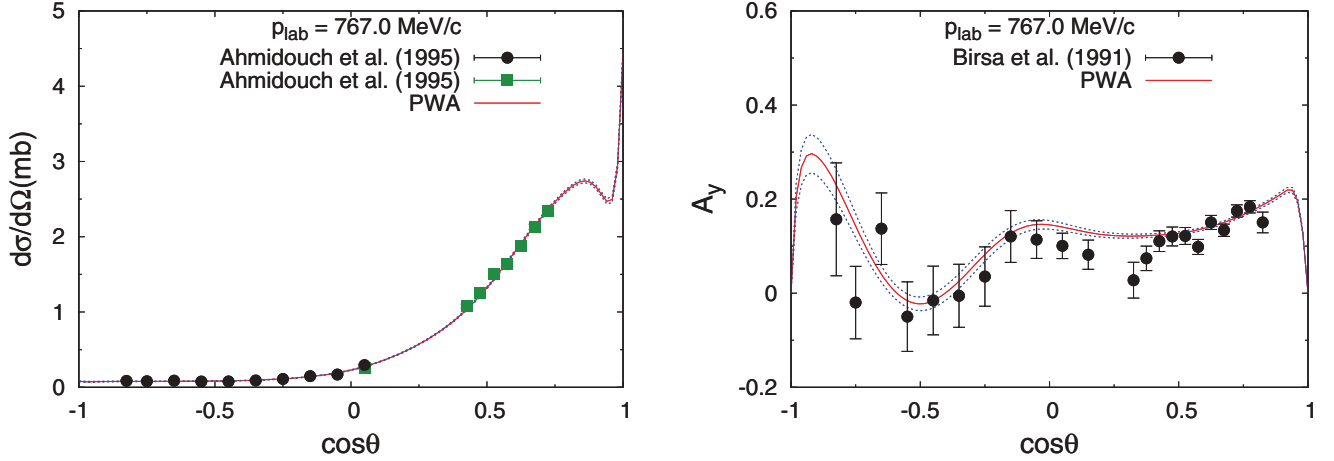 p_lab = 767.0 MeV/c
Ahmidouch et al. (1995)
Ahmidouch et al. (1995)
PWA
dσ/dΩ(mb)
5
4
3
2
1
0
-1
-0.5
0
0.5
1
cosθ
p_lab = 767.0 MeV/c
Birsa et al. (1991)
PWA
A_y
0.6
0.4
0.2
0
-0.2
-1
-0.5
0
0.5
1
cosθ